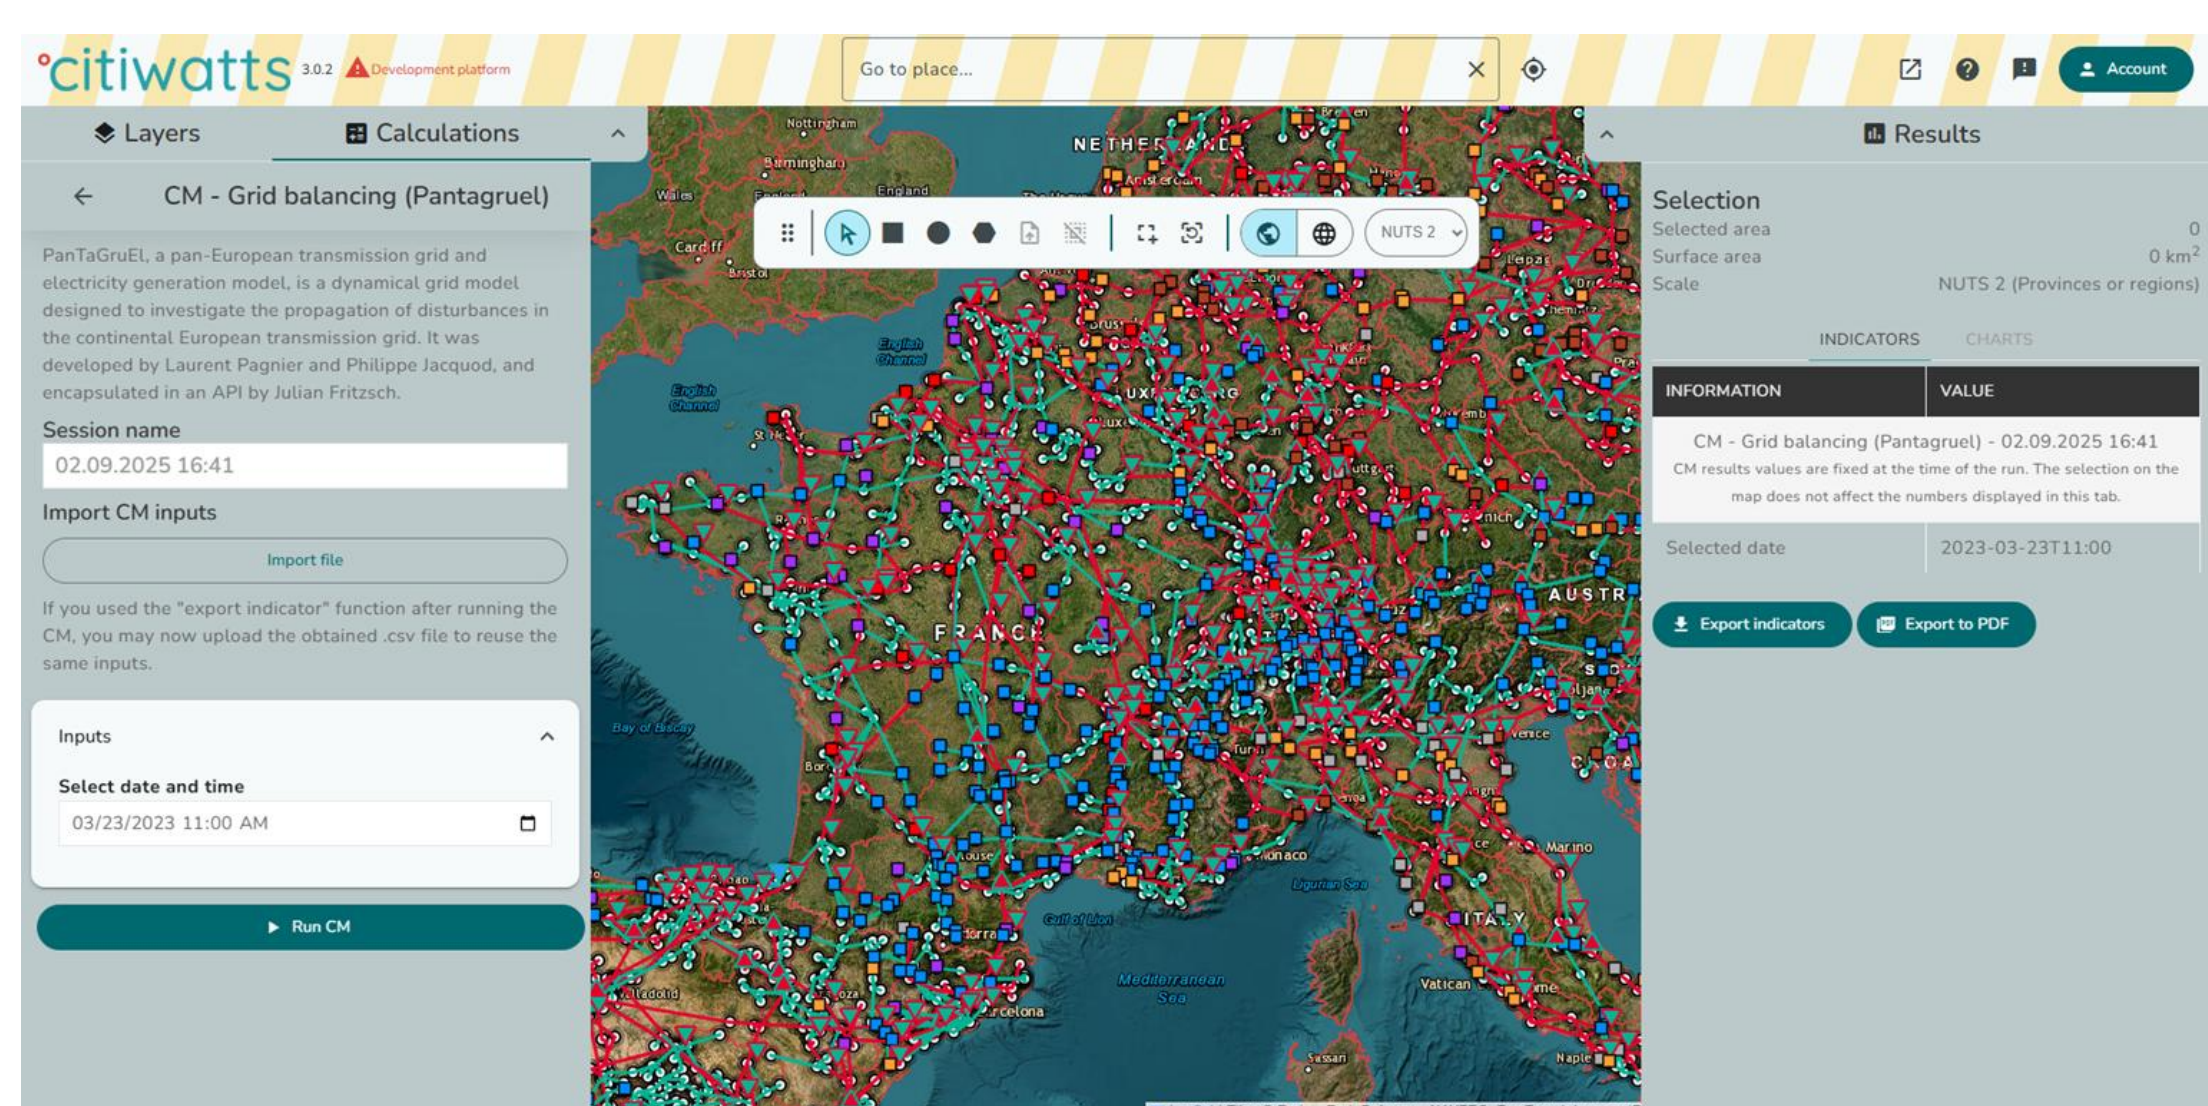 citiwatts 3.0.2 Development platform
Go to place...
Account
Layers
Calculations
CM - Grid balancing (Pantagruel)
PanTaGruEl, a pan-European transmission grid and
electricity generation model, is a dynamical grid model
designed to investigate the propagation of disturbances in
the continental European transmission grid. It was
developed by Laurent Pagnier and Philippe Jacquod, and
encapsulated in an API by Julian Fritzsch.
Session name
02.09.2025 16:41
Import CM inputs
Import file
If you used the "export indicator" function after running the
CM, you may now upload the obtained .csv file to reuse the
same inputs.
Inputs
Select date and time
03/23/2023 11:00 AM
Run CM
NUTS 2
Nottingham
Birmingham
Wales
England
Cardiff
Bristol
English
Channel
English
Channel
Bay of Biscay
FRANCE
Monaco
Ligurian Sea
Gulf of Lion
Mediterranean
Sea
Marino
Venice
ITALY
Vatican
Sassari
Results
Selection
Selected area 0
Surface area 0 km²
Scale NUTS 2 (Provinces or regions)
INDICATORS CHARTS
INFORMATION VALUE
CM - Grid balancing (Pantagruel) - 02.09.2025 16:41
CM results values are fixed at the time of the run. The selection on the
map does not affect the numbers displayed in this tab.
Selected date 2023-03-23T11:00
Export indicators
Export to PDF